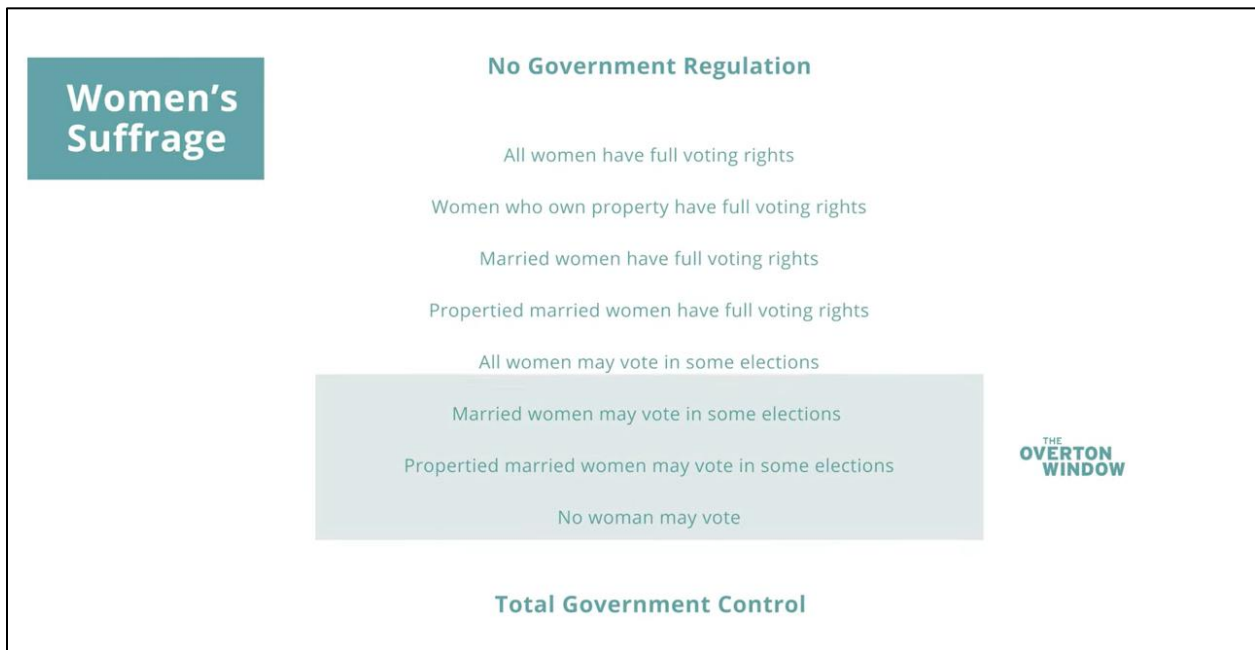 Women's
Suffrage
No Government Regulation
All women have full voting rights
Women who own property have full voting rights
Married women have full voting rights
Propertied married women have full voting rights
All women may vote in some elections
Married women may vote in some elections
Propertied married women may vote in some elections
No woman may vote
THE
OVERTON
WINDOW
Total Government Control